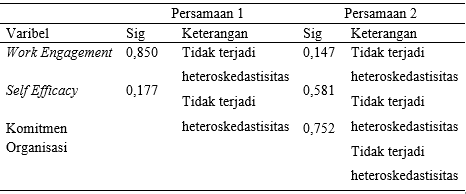 Persamaan 1 Persamaan 2
Varibel Sig Keterangan Sig Keterangan
Work Engagement 0,850 Tidak terjadi 0,147 Tidak terjadi
heteroskedastisitas heteroskedastisitas
Self Efficacy 0,177 Tidak terjadi 0,581 Tidak terjadi
Komitmen heteroskedastisitas 0,752 heteroskedastisitas
Organisasi Tidak terjadi
heteroskedastisitas